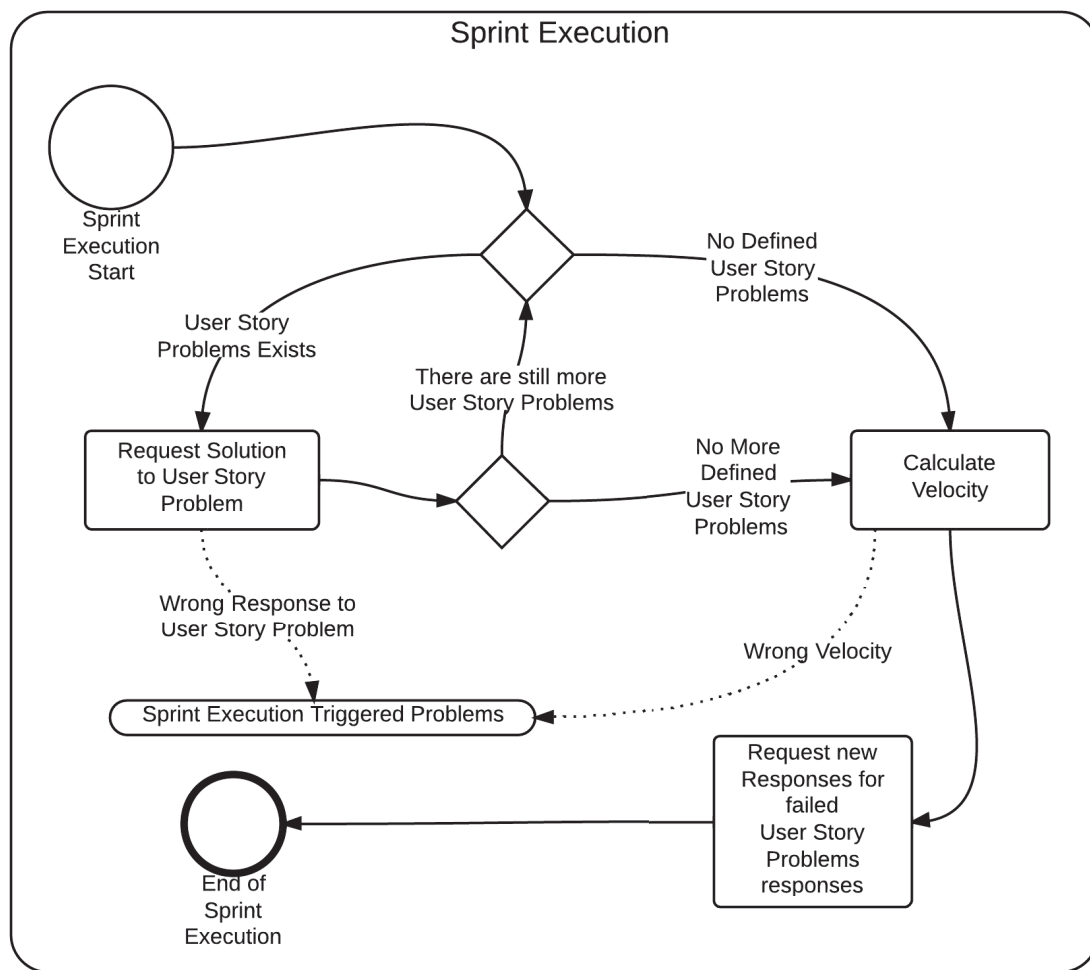 Sprint Execution
Sprint
Execution
Start
No Defined
User Story
Problems
User Story
Problems Exists
There are still more
User Story Problems
Request Solution
to User Story
Problem
No More
Defined
User Story
Problems
Calculate
Velocity
Wrong Response to
User Story Problem
Wrong Velocity
Sprint Execution Triggered Problems
Request new
Responses for
failed
User Story
Problems
responses
End of
Sprint
Execution